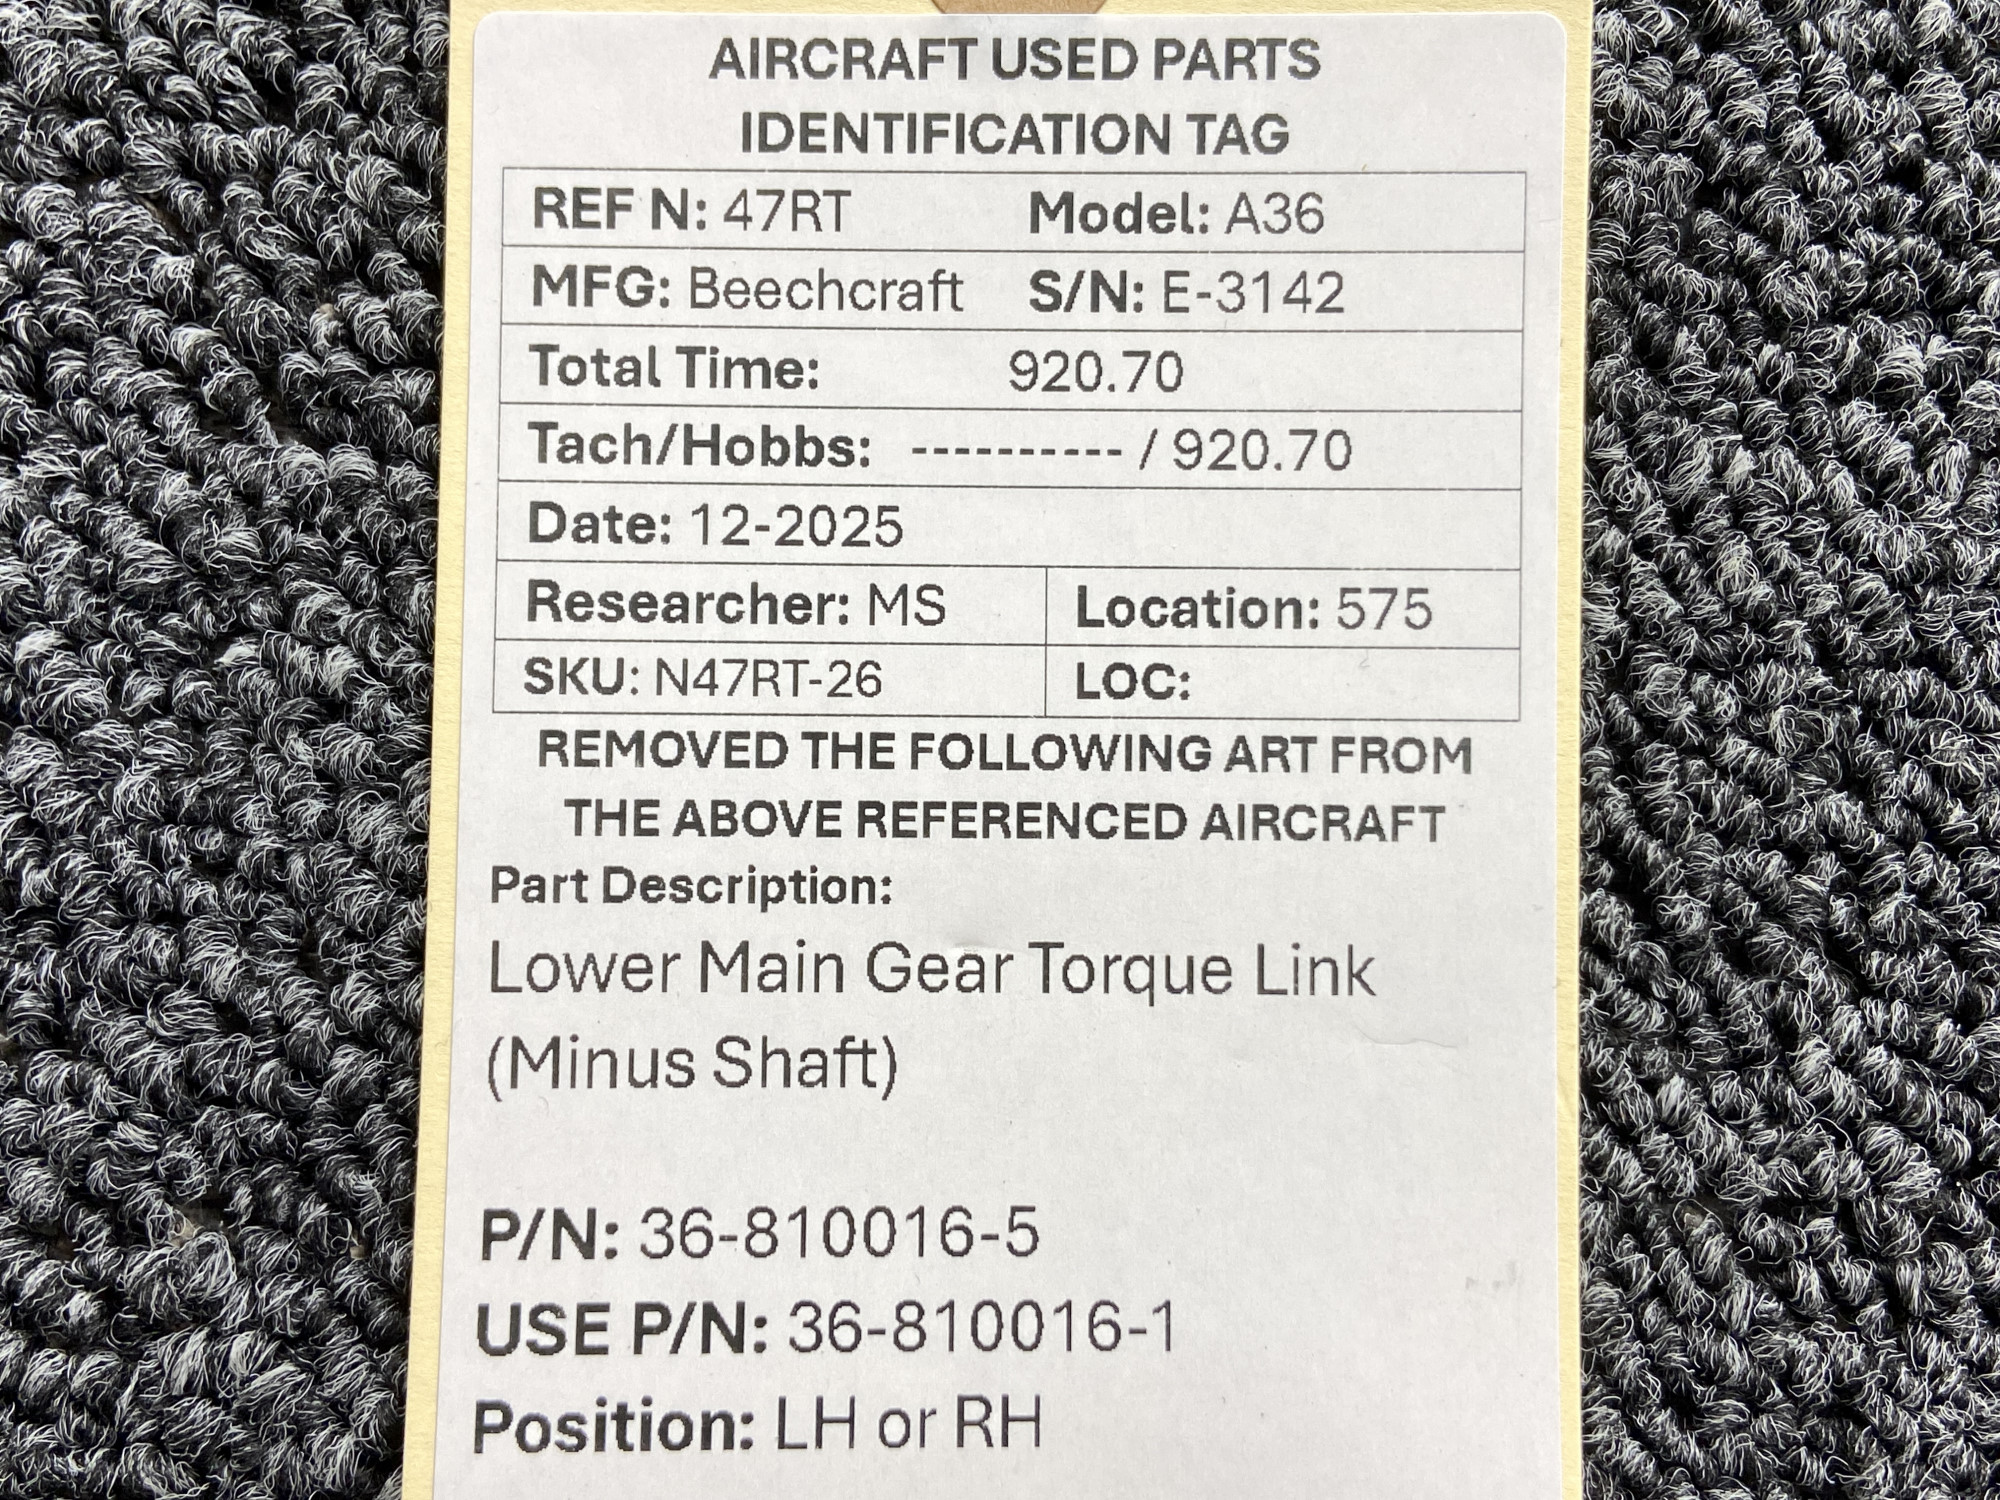 AIRCRAFT USED PARTS
IDENTIFICATION TAG
REF N: 47RT Model: A36
MFG: Beechcraft S/N: E-3142
Total Time: 920.70
Tach/Hobbs: ---------- / 920.70
Date: 12-2025
Researcher: MS Location: 575
SKU: N47RT-26 LOC:
REMOVED THE FOLLOWING ART FROM
THE ABOVE REFERENCED AIRCRAFT
Part Description:
Lower Main Gear Torque Link
(Minus Shaft)
P/N: 36-810016-5
USE P/N: 36-810016-1
Position: LH or RH